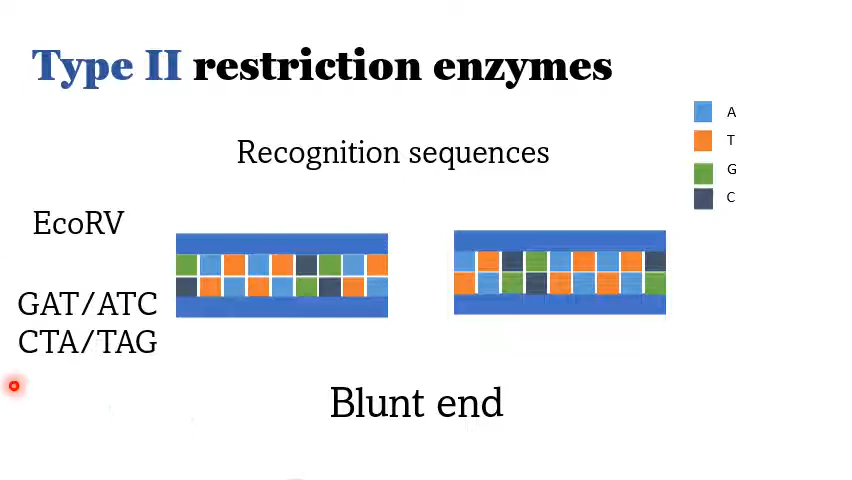 Type II restriction enzymes
A
T
G
C
Recognition sequences
EcoRV
GAT/ATC
CTA/TAG
Blunt end